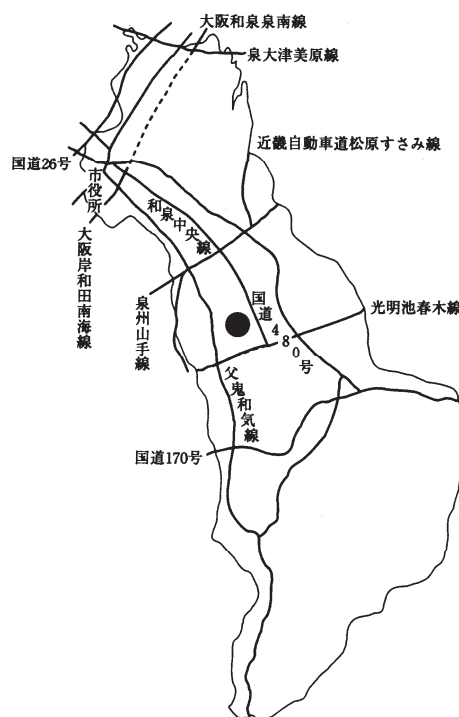 大阪和泉泉南線
泉大津美原線
近畿自動車道松原すさみ線
国道26号
市役所
和泉中央線
大阪岸和田南海線
泉州山手線
国道480号
光明池春木線
父鬼和気線
国道170号